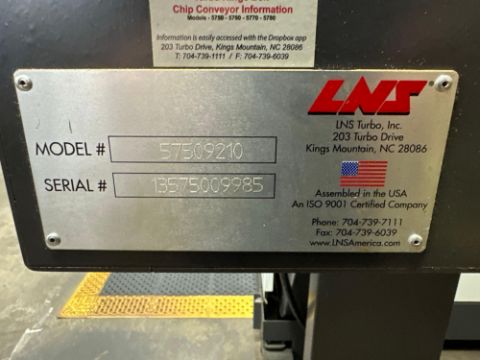 Chip Conveyor Information
Models - 5750 - 5760 - 5770 - 5780
Information is easily accessed with the Dropbox app
203 Turbo Drive, Kings Mountain, NC 28086
T: 704-739-1111 / F: 704-739-6039
LNS
LNS Turbo, Inc.
203 Turbo Drive
Kings Mountain, NC 28086
MODEL # 57509210
SERIAL # 13575009985
Assembled in the USA
An ISO 9001 Certified Company
Phone: 704-739-7111
Fax: 704-739-6039
www.LNSAmerica.com